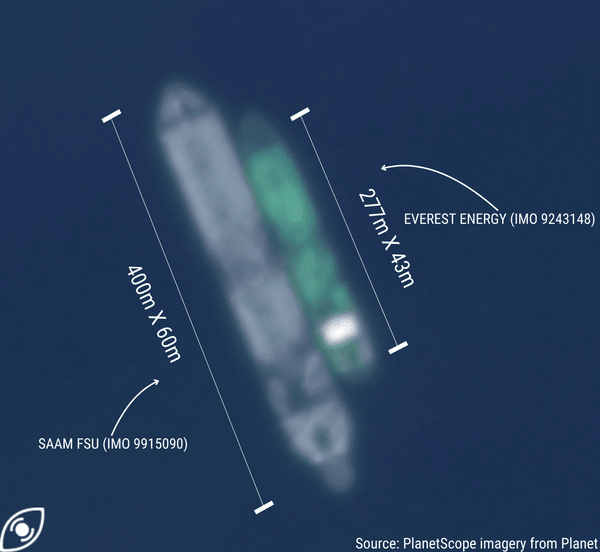 277m X 43m
EVEREST ENERGY (IMO 9243148)
400m X 60m
SAAM FSU (IMO 9915090)
Source: PlanetScope imagery from Planet